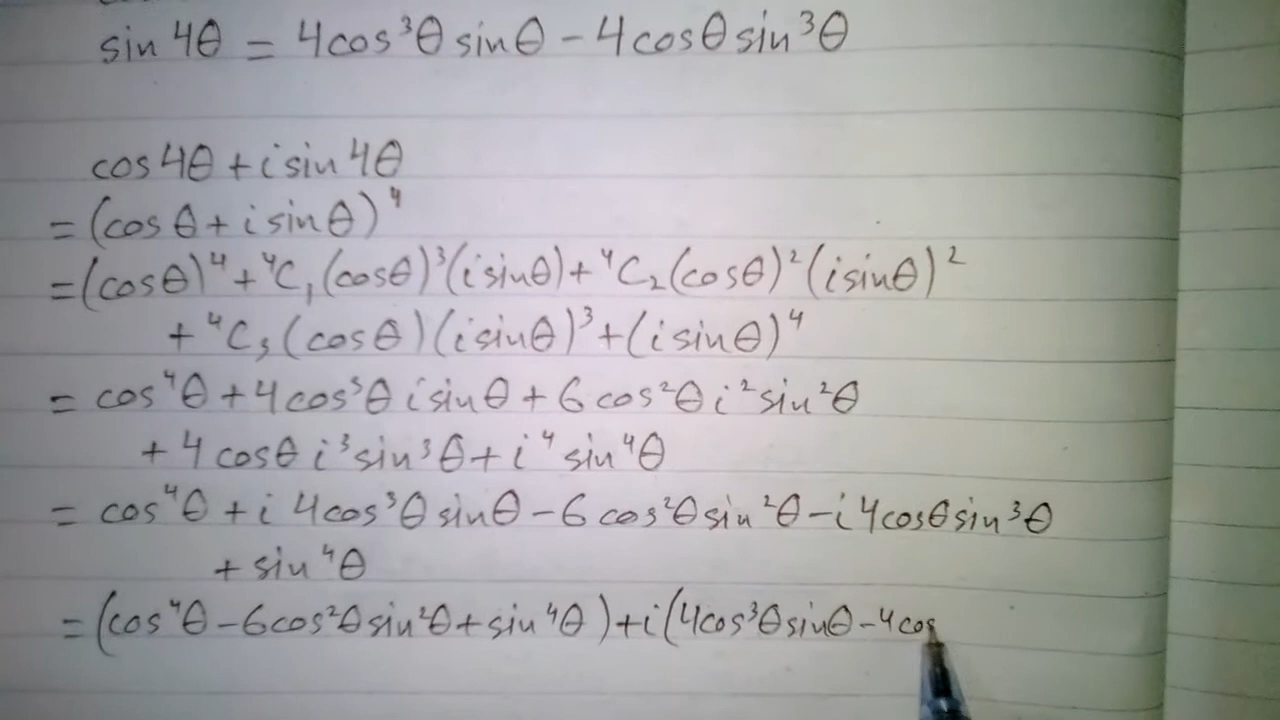 sin 4θ = 4cos³θ sinθ − 4cosθ sin³θ
cos 4θ + i sin 4θ
= (cos θ + i sin θ)⁴
= (cosθ)⁴ + ⁴C₁ (cosθ)³ (i sinθ) + ⁴C₂ (cosθ)² (i sinθ)²
+ ⁴C₃ (cosθ) (i sinθ)³ + (i sinθ)⁴
= cos⁴θ + 4cos³θ i sinθ + 6 cos²θ i² sin²θ
+ 4 cosθ i³ sin³θ + i⁴ sin⁴θ
= cos⁴θ + i 4cos³θ sinθ − 6 cos²θ sin²θ − i 4cosθ sin³θ
+ sin⁴θ
= (cos⁴θ − 6cos²θ sin²θ + sin⁴θ) + i (4cos³θ sinθ − 4cos